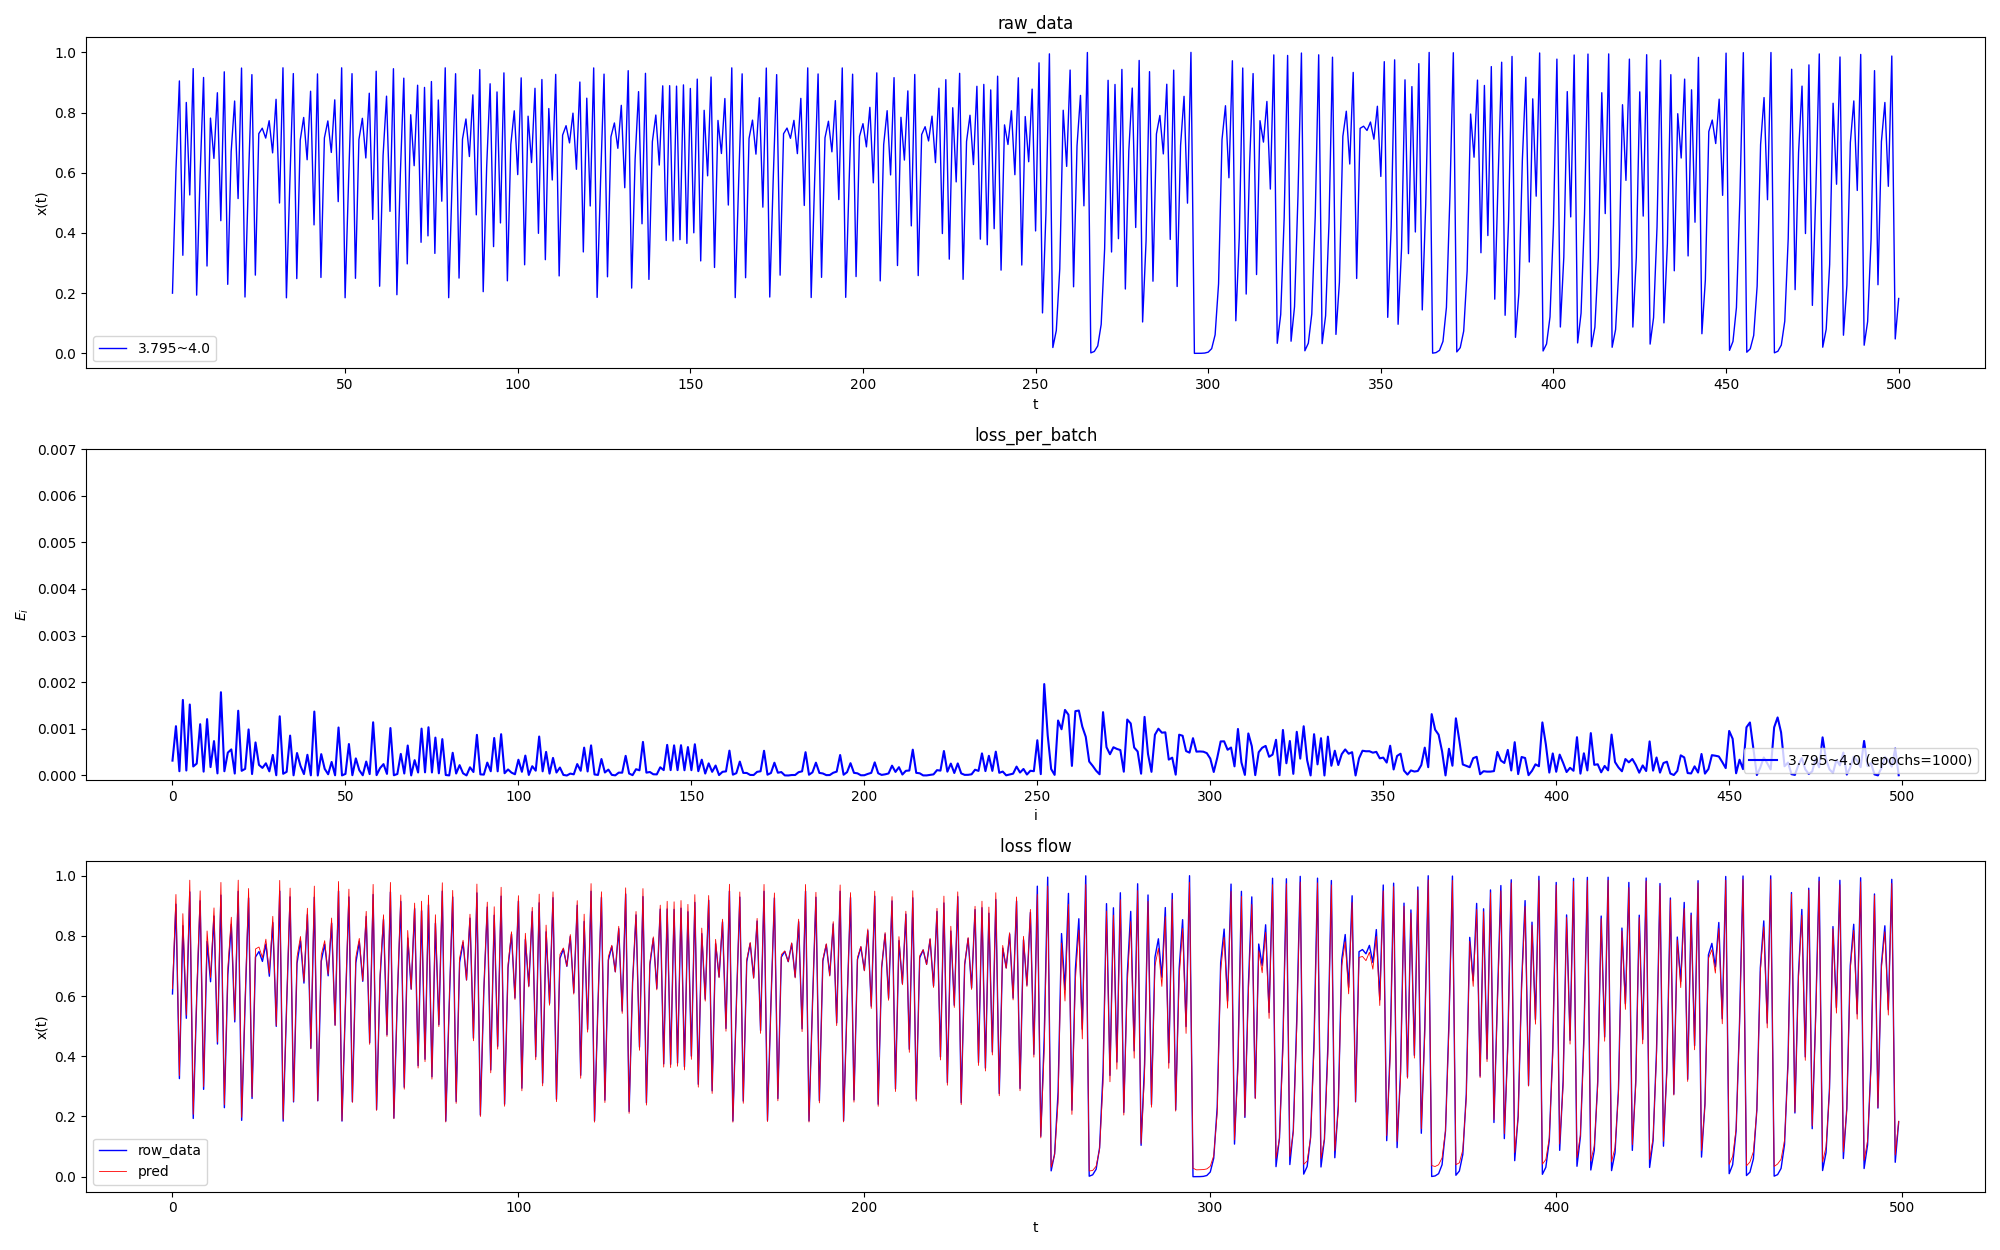 raw_data
1.0
0.8
0.6
0.4
0.2
0.0
x(t)
3.795~4.0
50 100 150 200 250 300 350 400 450 500
t
loss_per_batch
0.007
0.006
0.005
0.004
0.003
0.002
0.001
0.000
E_i
3.795~4.0 (epochs=1000)
0 50 100 150 200 250 300 350 400 450 500
i
loss flow
1.0
0.8
0.6
0.4
0.2
0.0
x(t)
row_data
pred
0 100 200 300 400 500
t